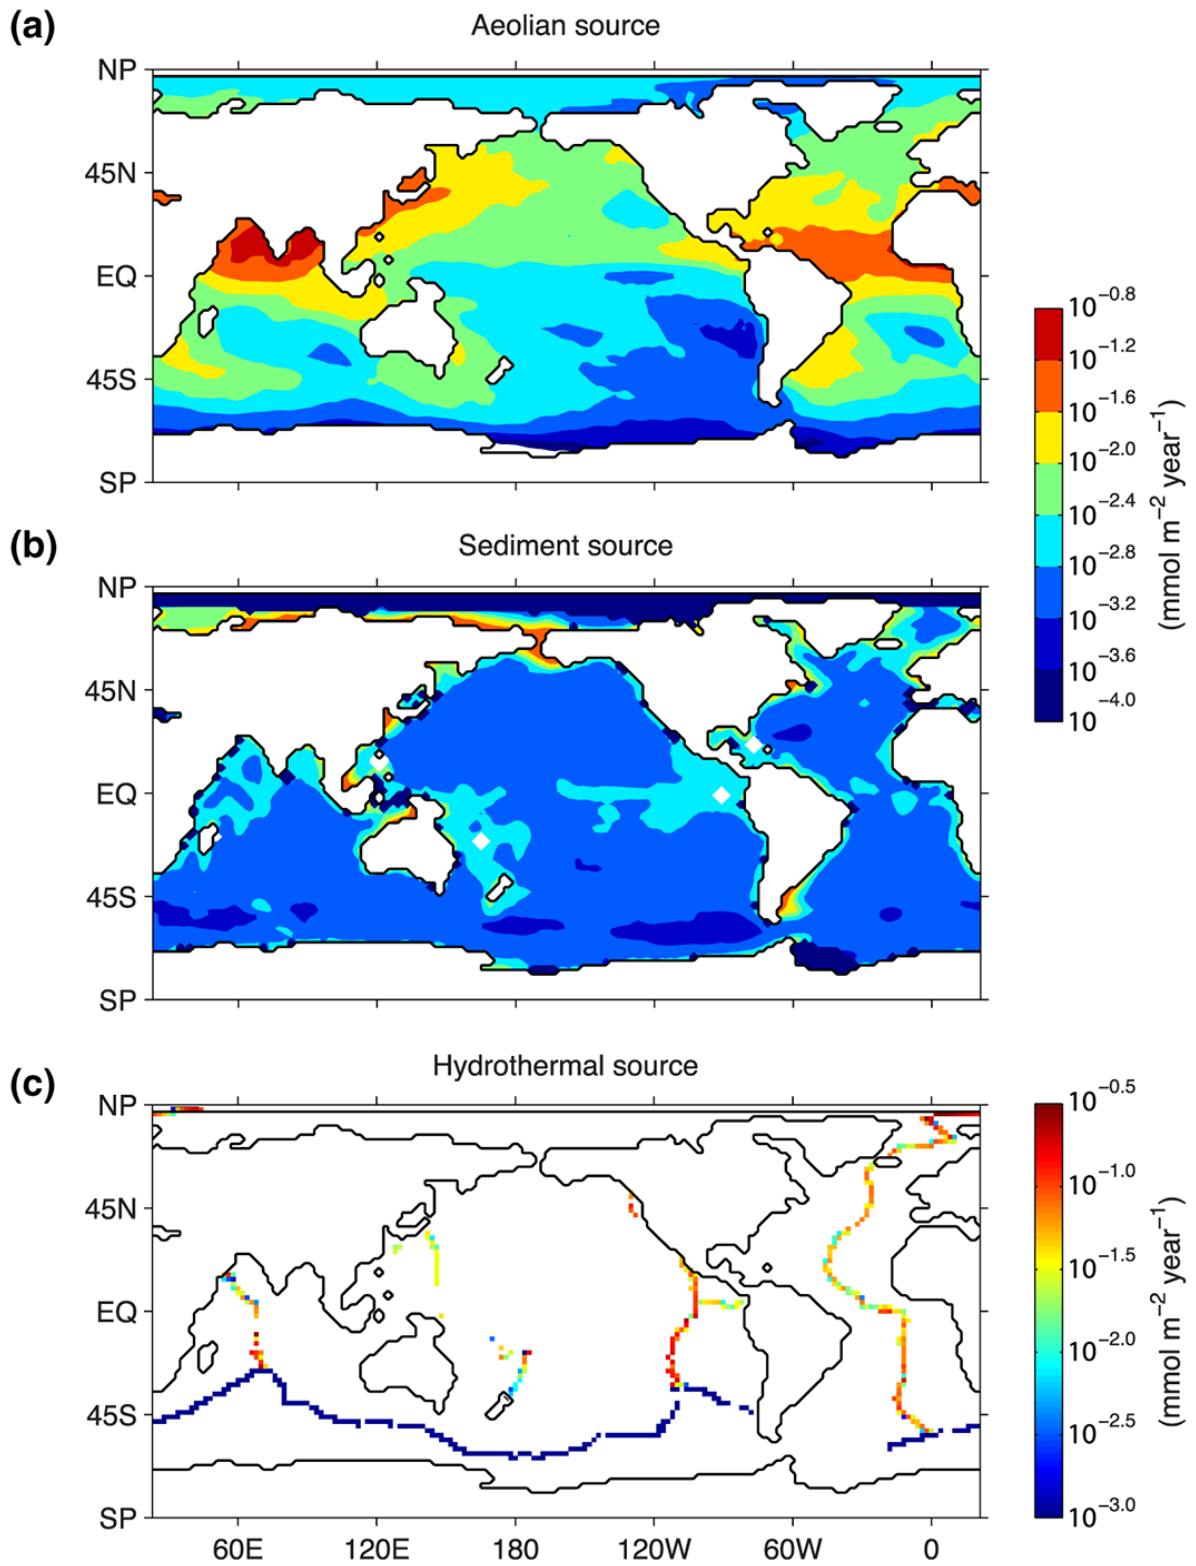 (a)
Aeolian source
NP
45N
EQ
45S
SP
10^−0.8
10^−1.2
10^−1.6
10^−2.0
10^−2.4
10^−2.8
10^−3.2
10^−3.6
10^−4.0
(mmol m^−2 year^−1)
(b)
Sediment source
NP
45N
EQ
45S
SP
(c)
Hydrothermal source
NP
45N
EQ
45S
SP
60E 120E 180 120W 60W 0
10^−0.5
10^−1.0
10^−1.5
10^−2.0
10^−2.5
10^−3.0
(mmol m^−2 year^−1)